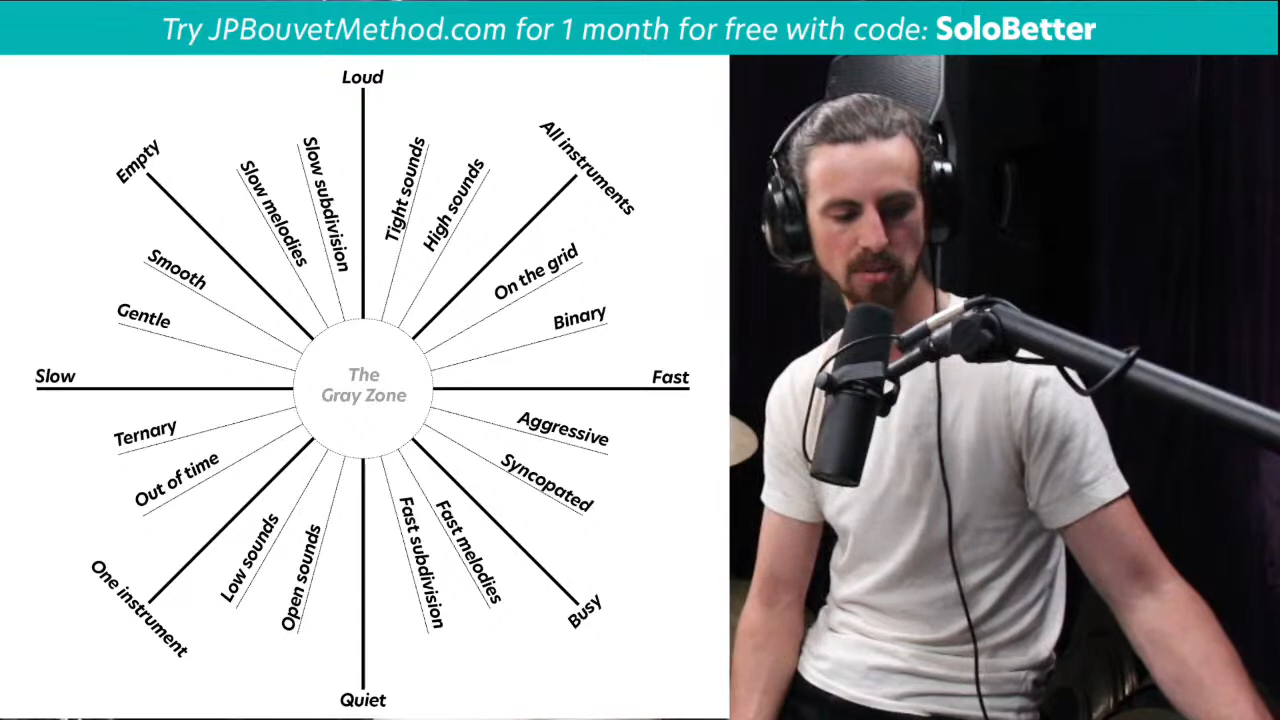 Try JPBouvetMethod.com for 1 month for free with code: SoloBetter
Loud
All instruments
Empty
Slow subdivision
Tight sounds
Slow melodies
High sounds
On the grid
Smooth
Gentle
Binary
Slow
The
Gray Zone
Fast
Ternary
Aggressive
Out of time
Syncopated
Low sounds
Open sounds
Fast subdivision
Fast melodies
One instrument
Busy
Quiet